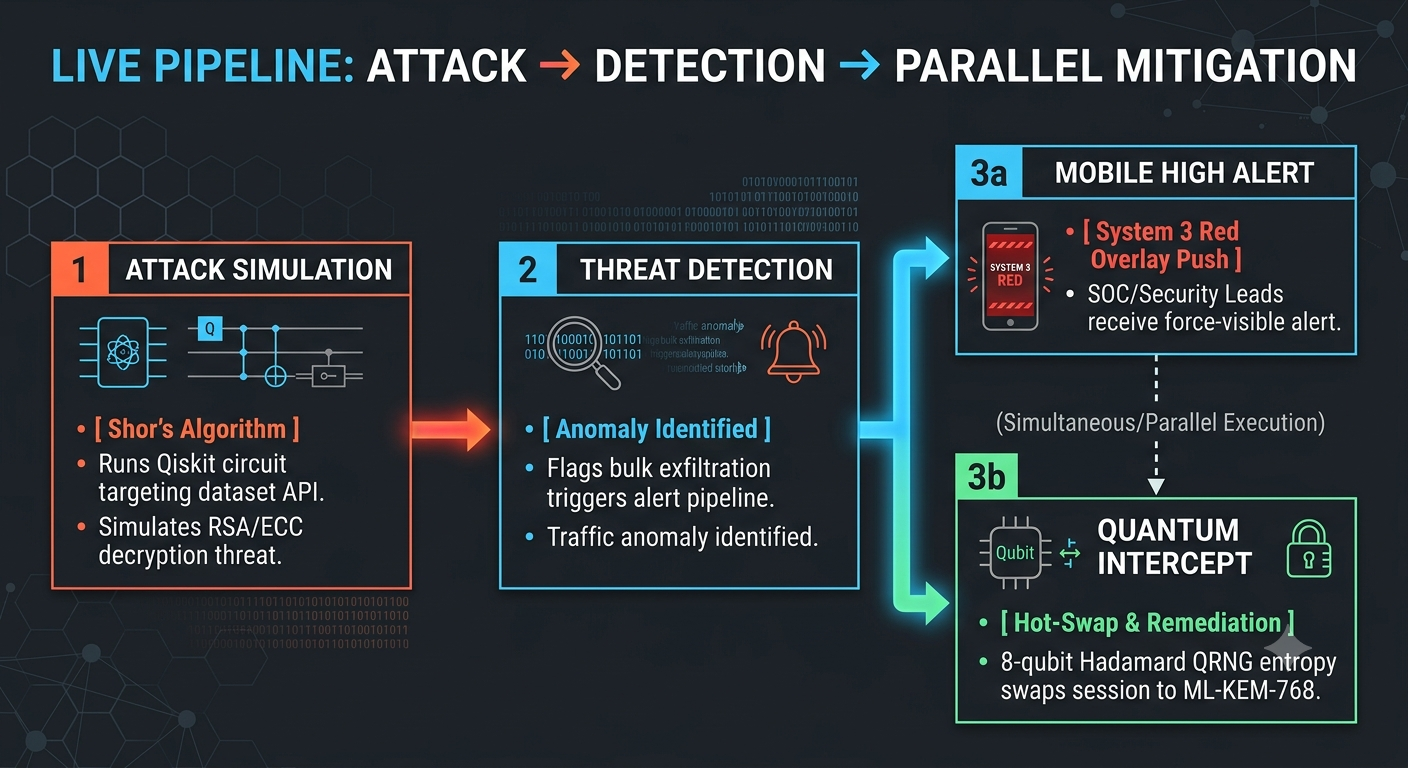 LIVE PIPELINE: ATTACK → DETECTION → PARALLEL MITIGATION
1 ATTACK SIMULATION
Q
• [ Shor's Algorithm ]
• Runs Qiskit circuit
targeting dataset API.
• Simulates RSA/ECC
decryption threat.
2 THREAT DETECTION
• [ Anomaly Identified ]
• Flags bulk exfiltration
triggers alert pipeline.
• Traffic anomaly identified.
3a MOBILE HIGH ALERT
SYSTEM 3
RED
• [ System 3 Red
Overlay Push ]
• SOC/Security Leads
receive force-visible alert.
(Simultaneous/Parallel Execution)
3b
Qubit
QUANTUM
INTERCEPT
• [ Hot-Swap & Remediation ]
• 8-qubit Hadamard QRNG entropy
swaps session to ML-KEM-768.